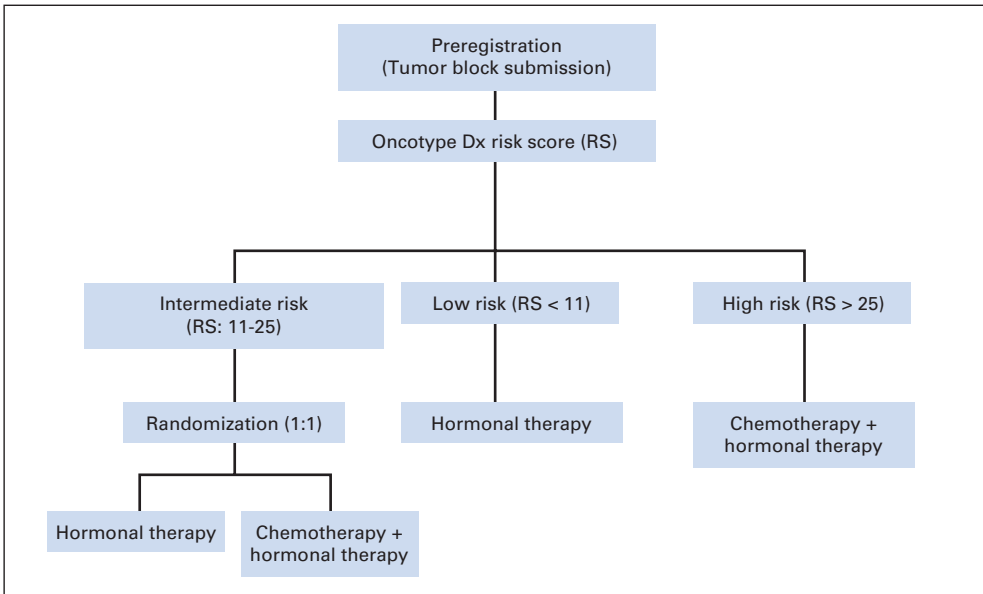 Preregistration
(Tumor block submission)
Oncotype Dx risk score (RS)
Intermediate risk
(RS: 11-25)
Low risk (RS < 11)
High risk (RS > 25)
Randomization (1:1)
Hormonal therapy
Chemotherapy +
hormonal therapy
Hormonal therapy
Chemotherapy +
hormonal therapy